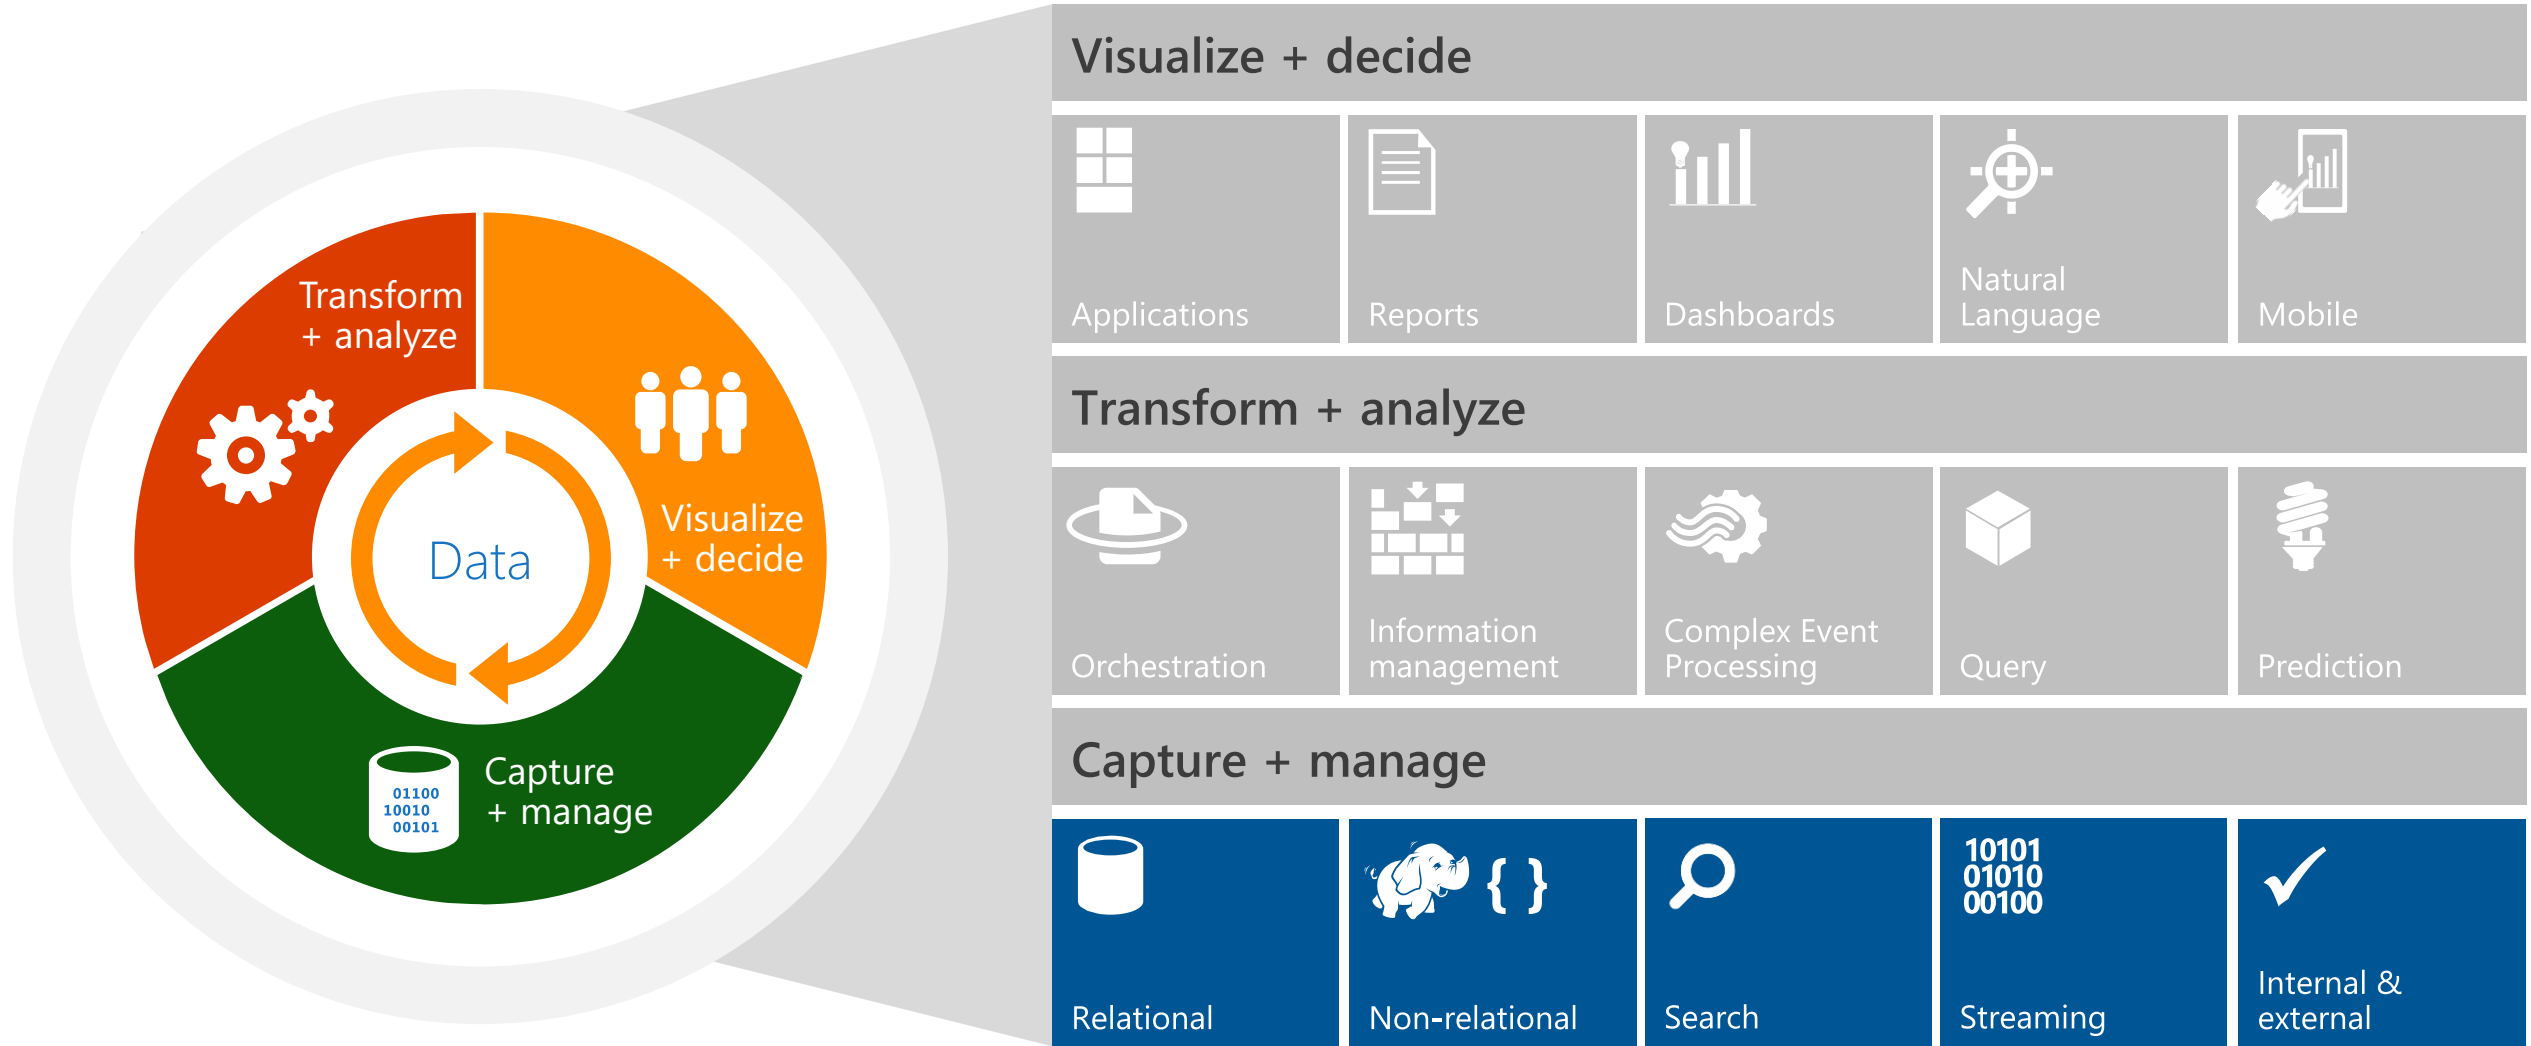 Transform
+ analyze
Visualize
+ decide
Data
01100
10010
00101
Capture
+ manage
Visualize + decide
Applications
Reports
Dashboards
Natural
Language
Mobile
Transform + analyze
Orchestration
Information
management
Complex Event
Processing
Query
Prediction
Capture + manage
Relational
{ }
Non-relational
Search
10101
01010
00100
Streaming
Internal &
external